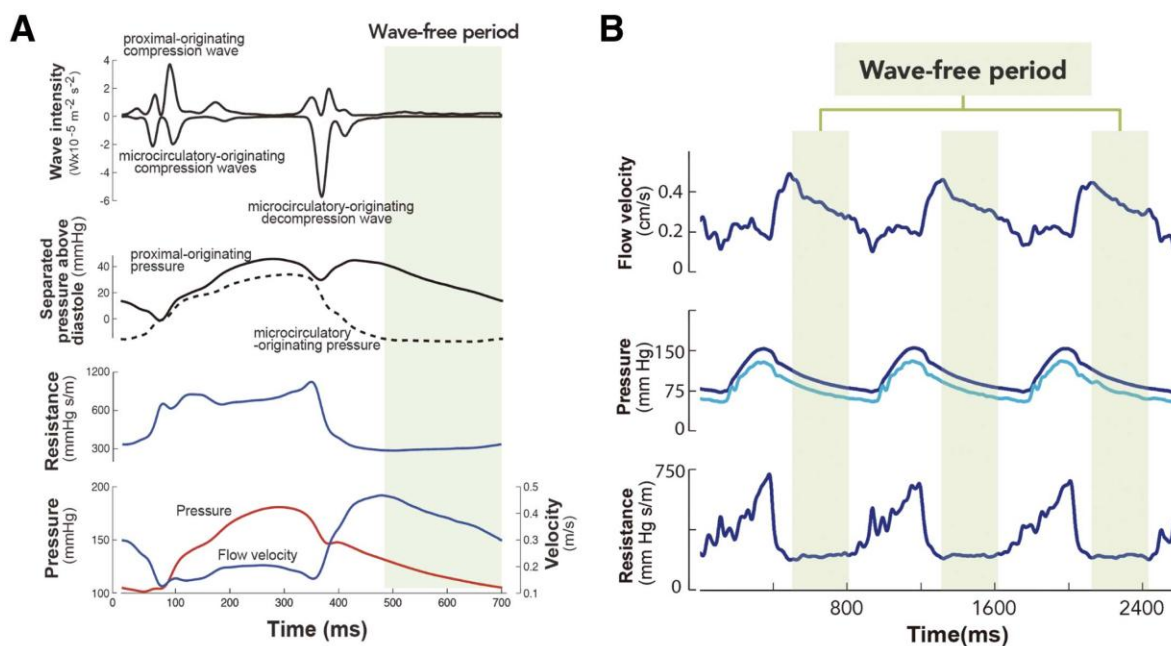 A
Wave-free period
proximal-originating
compression wave
Wave intensity
(Wx10-5 m-2 s-2)
4
2
0
-2
-4
-6
microcirculatory-originating
compression waves
microcirculatory-originating
decompression wave
Separated
pressure above
diastole (mmHg)
40
20
0
proximal-originating
pressure
microcirculatory
-originating pressure
Resistance
(mmHg s/m)
1200
600
300
Pressure
(mmHg)
200
150
100
Pressure
Flow velocity
0.5
0.4
0.3
0.2
0.1
Velocity
(m/s)
0
100
200
300
400
500
600
700
Time (ms)
B
Wave-free period
Flow velocity
(cm/s)
0.4
0.2
0
Pressure
(mm Hg)
150
75
0
Resistance
(mm Hg s/m)
750
0
800
1600
2400
Time(ms)